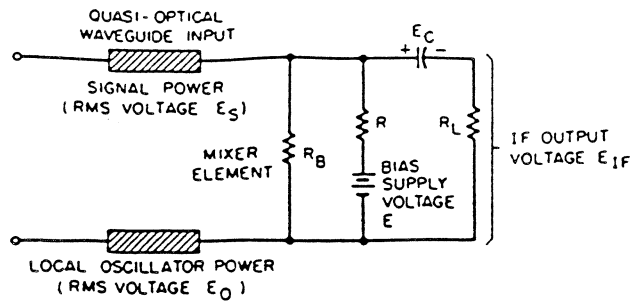 QUASI-OPTICAL
WAVEGUIDE INPUT
SIGNAL POWER
(RMS VOLTAGE ES)
EC
+ -
MIXER
ELEMENT
RB
R
RL
BIAS
SUPPLY
VOLTAGE
E
IF OUTPUT
VOLTAGE EIF
LOCAL OSCILLATOR POWER
(RMS VOLTAGE EO)